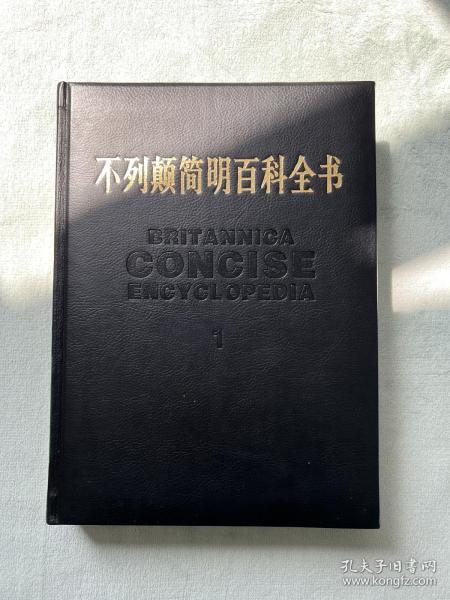 不列颠简明百科全书
BRITANNICA
CONCISE
ENCYCLOPEDIA
1
孔夫子旧书网
www.kongfz.com